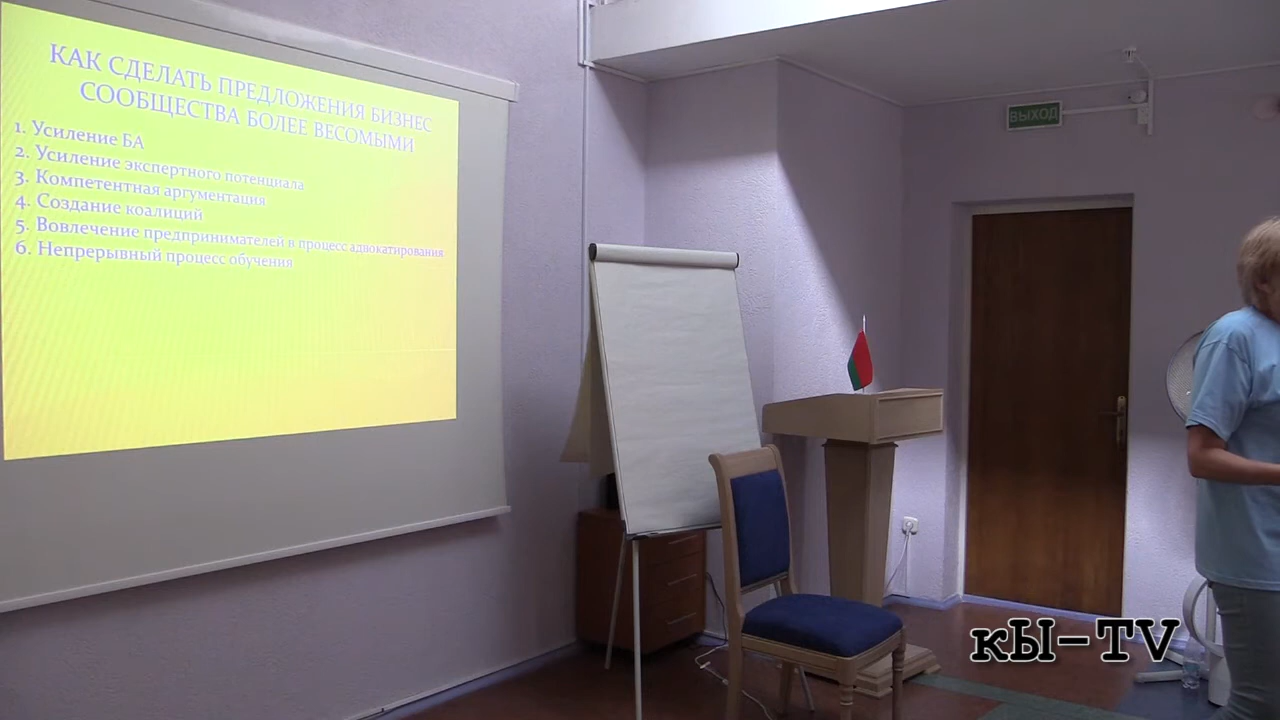 КАК СДЕЛАТЬ ПРЕДЛОЖЕНИЯ БИЗНЕС
СООБЩЕСТВА БОЛЕЕ ВЕСОМЫМИ
1. Усиление БА
2. Усиление экспертного потенциала
3. Компетентная аргументация
4. Создание коалиций
5. Вовлечение предпринимателей в процесс адвокатирования
6. Непрерывный процесс обучения
ВЫХОД
кЫ-TV